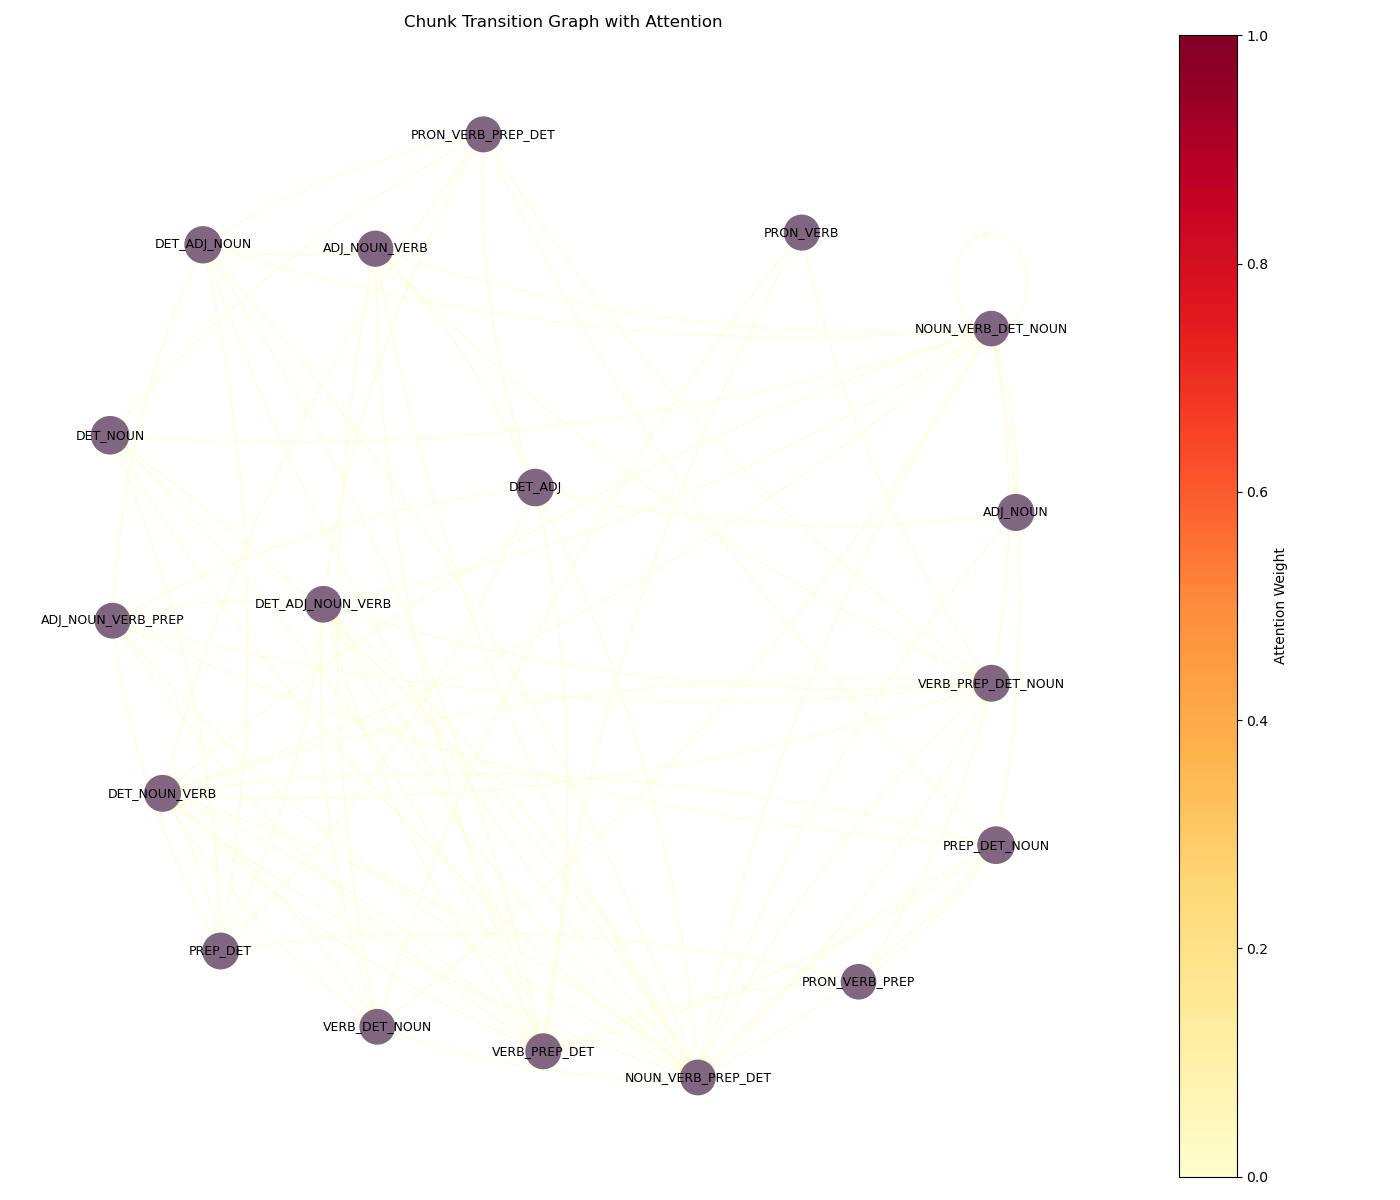 Chunk Transition Graph with Attention
PRON_VERB_PREP_DET
DET_ADJ_NOUN
ADJ_NOUN_VERB
PRON_VERB
NOUN_VERB_DET_NOUN
DET_NOUN
DET_ADJ
ADJ_NOUN
DET_ADJ_NOUN_VERB
ADJ_NOUN_VERB_PREP
VERB_PREP_DET_NOUN
DET_NOUN_VERB
PREP_DET_NOUN
PREP_DET
PRON_VERB_PREP
VERB_DET_NOUN
VERB_PREP_DET
NOUN_VERB_PREP_DET
1.0
0.8
0.6
0.4
0.2
0.0
Attention Weight